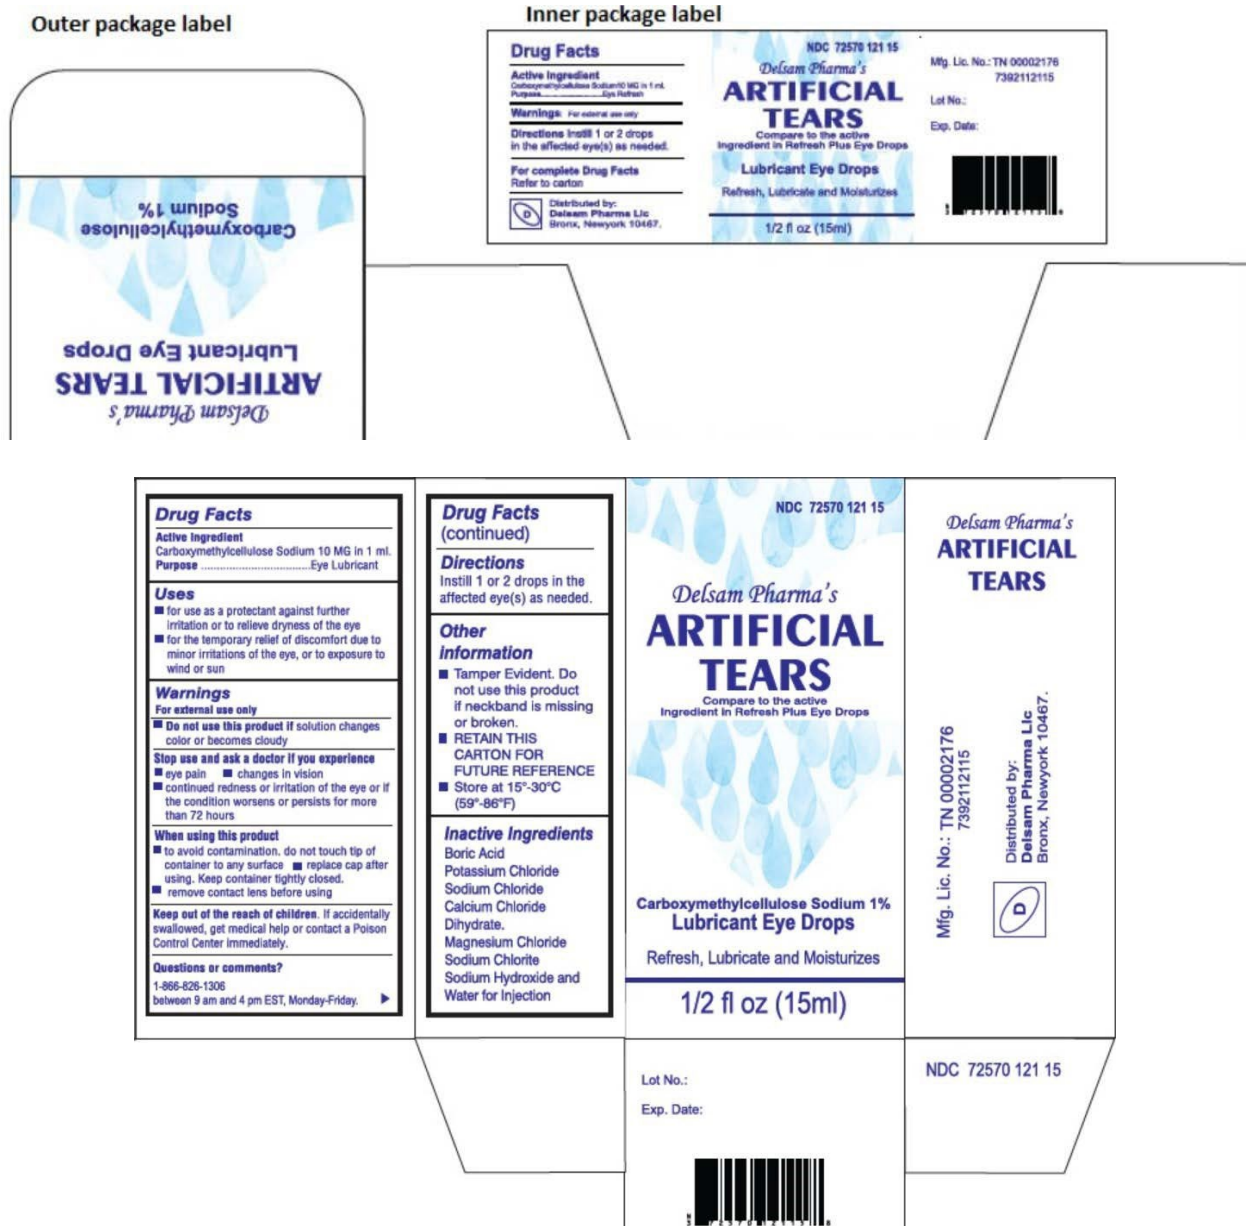 Outer package label
Inner package label
Drug Facts
Active Ingredient
Carboxymethylcellulose Sodium10 MG in 1 ml.
Purpose......................Eye Refresh
Warnings For external use only
Directions Instill 1 or 2 drops
in the affected eye(s) as needed.
For complete Drug Facts
Refer to carton
D
Distributed by:
Delsam Pharma Llc
Bronx, Newyork 10467.
NDC 72570 121 15
Delsam Pharma's
ARTIFICIAL
TEARS
Compare to the active
Ingredient in Refresh Plus Eye Drops
Lubricant Eye Drops
Refresh, Lubricate and Moisturizes
1/2 fl oz (15ml)
Mfg. Lic. No.: TN 00002176
7392112115
Lot No.:
Exp. Date:
Delsam Pharma's
ARTIFICIAL TEARS
Lubricant Eye Drops
Carboxymethylcellulose
Sodium 1%
Drug Facts
Active Ingredient
Carboxymethylcellulose Sodium 10 MG in 1 ml.
Purpose ...................................Eye Lubricant
Uses
■ for use as a protectant against further
irritation or to relieve dryness of the eye
■ for the temporary relief of discomfort due to
minor irritations of the eye, or to exposure to
wind or sun
Warnings
For external use only
■ Do not use this product if solution changes
color or becomes cloudy
Stop use and ask a doctor if you experience
■ eye pain ■ changes in vision
■ continued redness or irritation of the eye or if
the condition worsens or persists for more
than 72 hours
When using this product
■ to avoid contamination. do not touch tip of
container to any surface ■ replace cap after
using. Keep container tightly closed.
■ remove contact lens before using
Keep out of the reach of children. If accidentally
swallowed, get medical help or contact a Poison
Control Center immediately.
Questions or comments?
1-866-826-1306
between 9 am and 4 pm EST, Monday-Friday.
Drug Facts
(continued)
Directions
Instill 1 or 2 drops in the
affected eye(s) as needed.
Other
information
■ Tamper Evident. Do
not use this product
if neckband is missing
or broken.
■ RETAIN THIS
CARTON FOR
FUTURE REFERENCE
■ Store at 15°-30°C
(59°-86°F)
Inactive Ingredients
Boric Acid
Potassium Chloride
Sodium Chloride
Calcium Chloride
Dihydrate.
Magnesium Chloride
Sodium Chlorite
Sodium Hydroxide and
Water for Injection
NDC 72570 121 15
Delsam Pharma's
ARTIFICIAL
TEARS
Compare to the active
Ingredient in Refresh Plus Eye Drops
Carboxymethylcellulose Sodium 1%
Lubricant Eye Drops
Refresh, Lubricate and Moisturizes
1/2 fl oz (15ml)
Lot No.:
Exp. Date:
Delsam Pharma's
ARTIFICIAL
TEARS
Mfg. Lic. No.: TN 00002176
7392112115
Distributed by:
Delsam Pharma Llc
Bronx, Newyork 10467.
D
NDC 72570 121 15